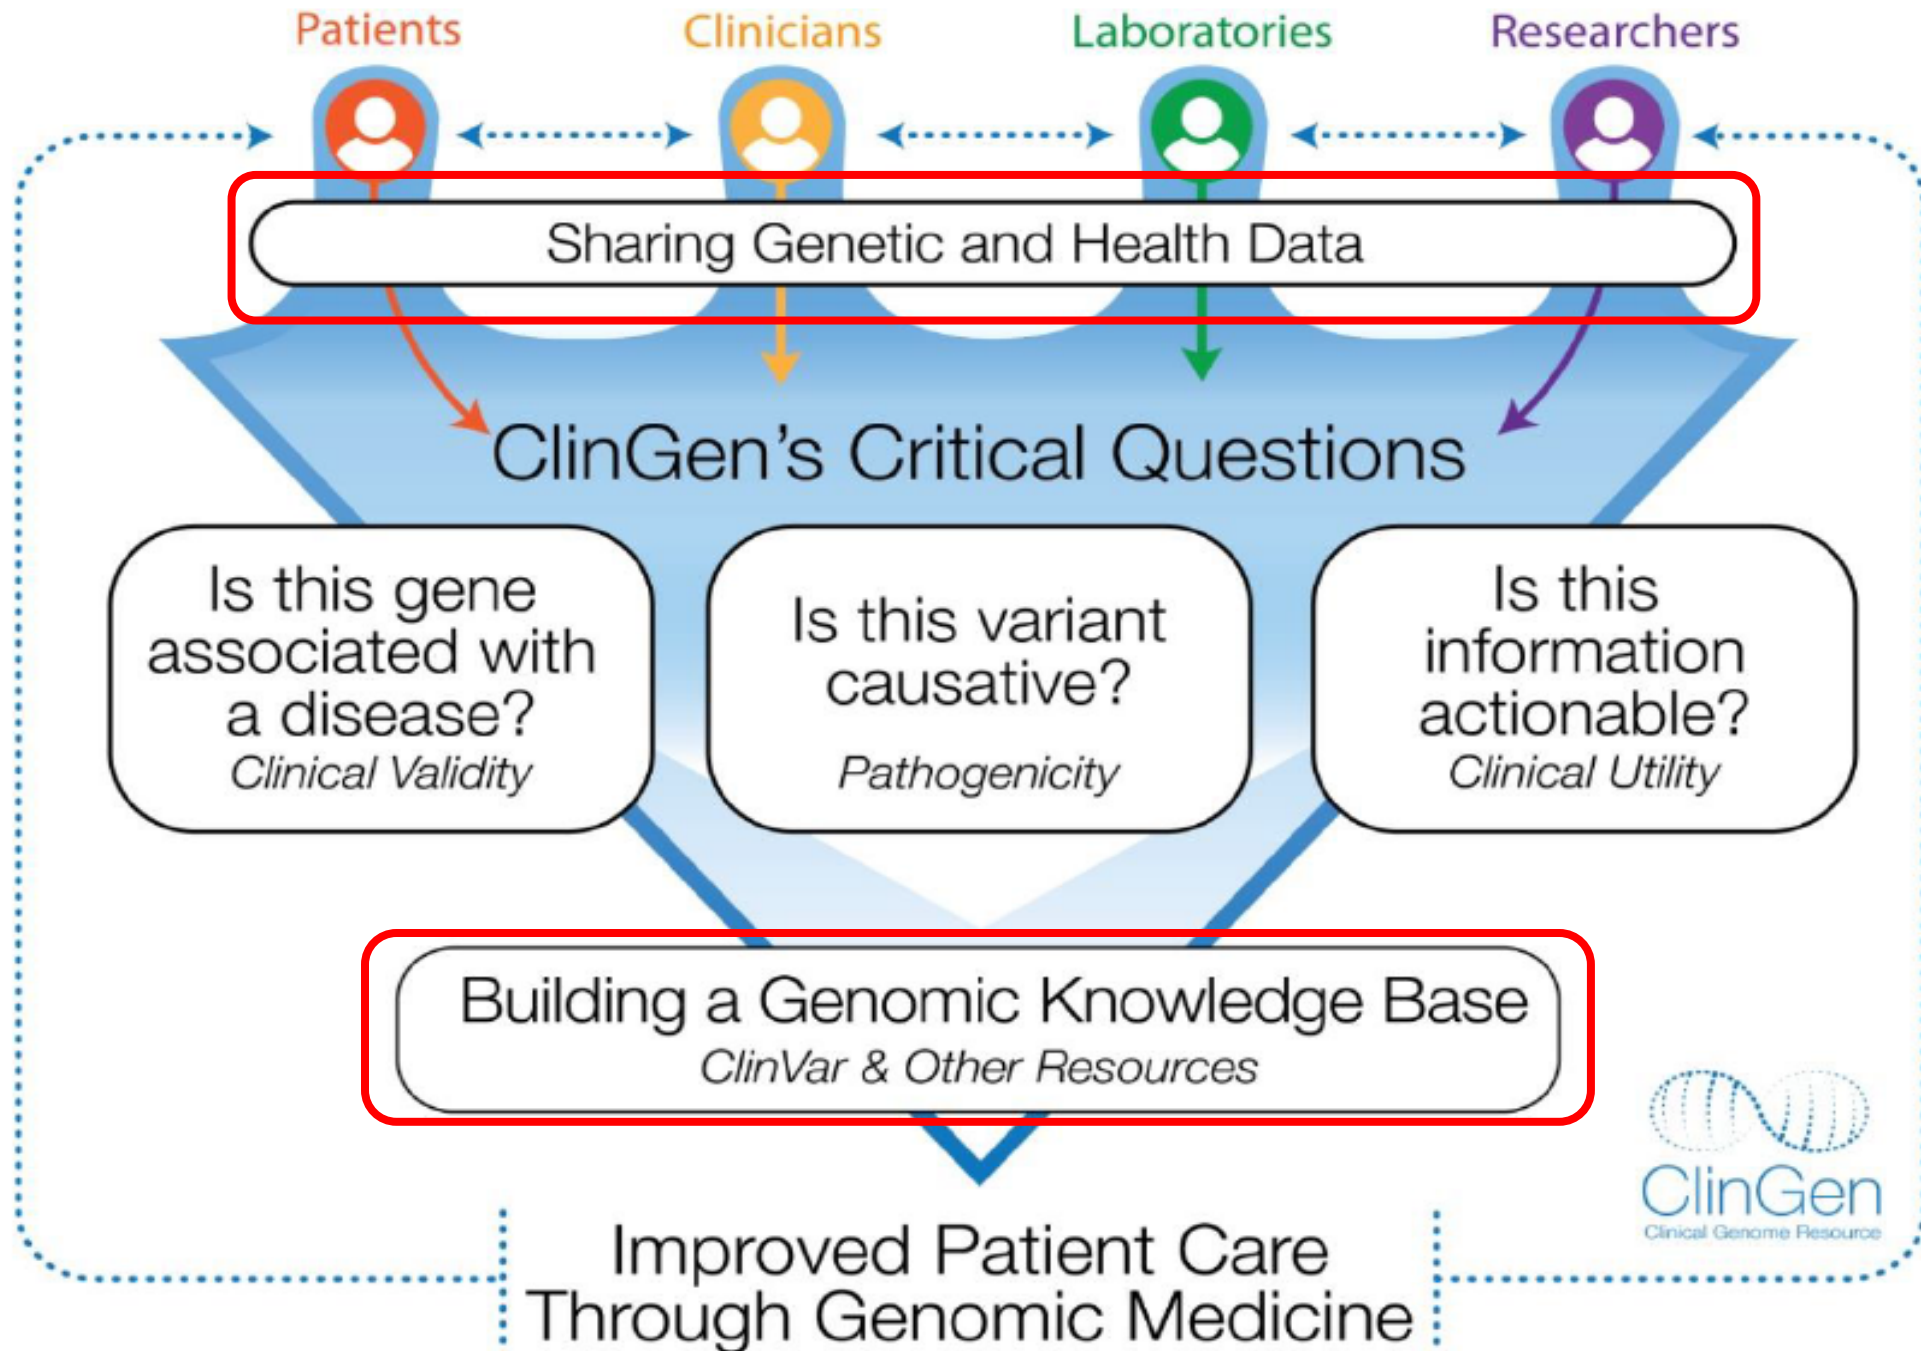 Patients
Clinicians
Laboratories
Researchers
Sharing Genetic and Health Data
ClinGen's Critical Questions
Is this gene
associated with
a disease?
Clinical Validity
Is this variant
causative?
Pathogenicity
Is this
information
actionable?
Clinical Utility
Building a Genomic Knowledge Base
ClinVar & Other Resources
ClinGen
Clinical Genome Resource
Improved Patient Care
Through Genomic Medicine